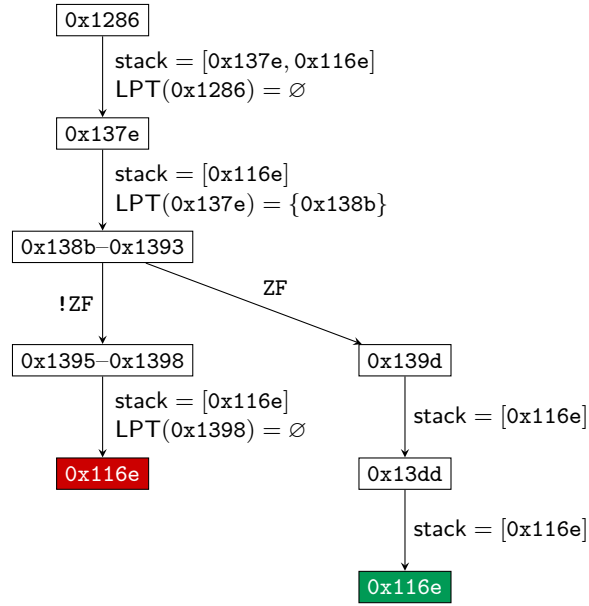 0x1286
stack = [0x137e, 0x116e]
LPT(0x1286) = ∅
0x137e
stack = [0x116e]
LPT(0x137e) = {0x138b}
0x138b–0x1393
!ZF
ZF
0x1395–0x1398
0x139d
stack = [0x116e]
LPT(0x1398) = ∅
stack = [0x116e]
0x116e
0x13dd
stack = [0x116e]
0x116e